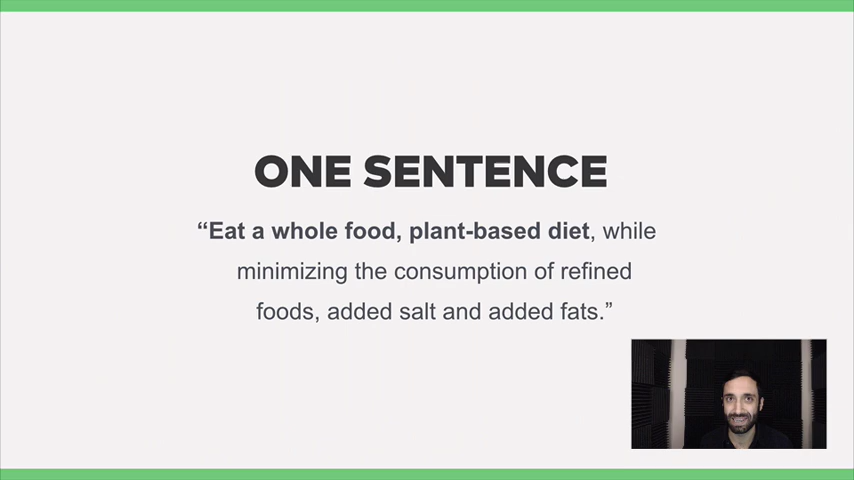 ONE SENTENCE
“Eat a whole food, plant-based diet, while
minimizing the consumption of refined
foods, added salt and added fats.”